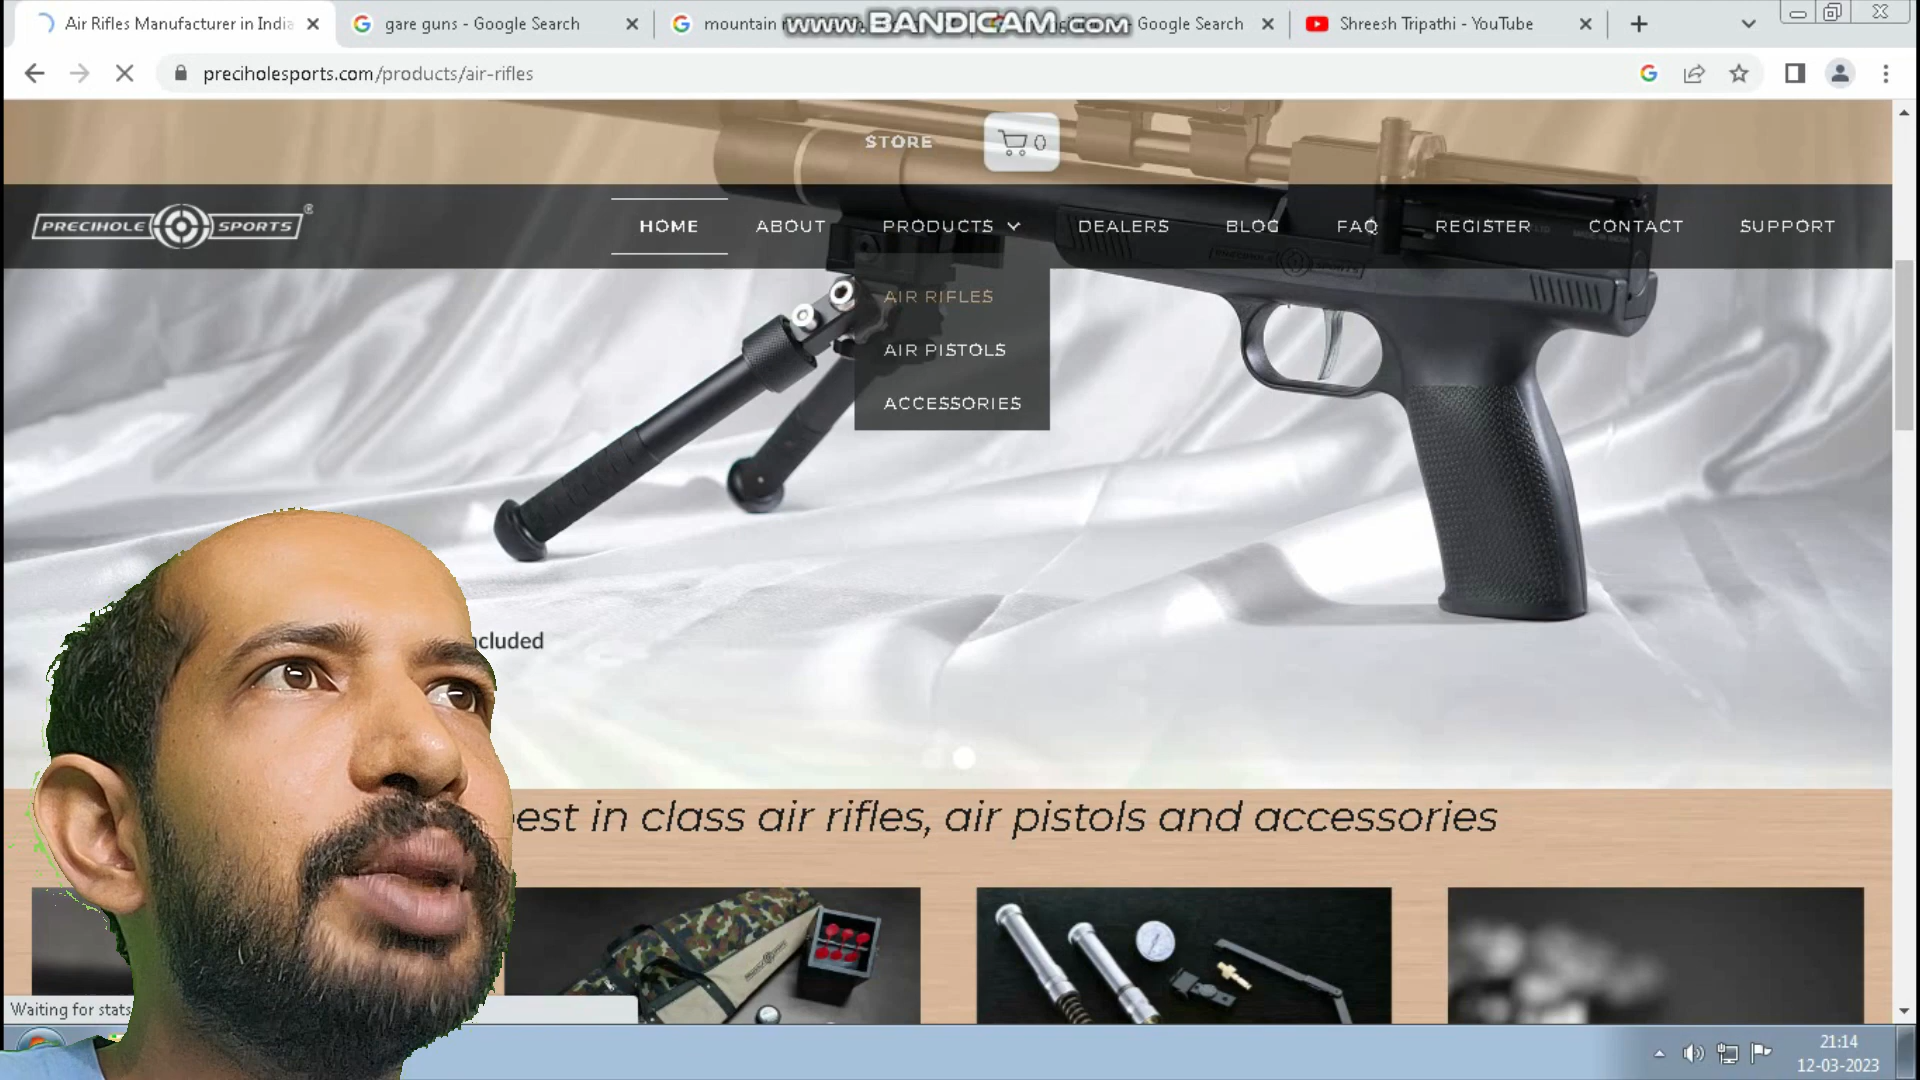 Air Rifles Manufacturer in India
gare guns - Google Search
mountain
- Google Search
Shreesh Tripathi - YouTube
www.BANDICAM.com
preciholesports.com/products/air-rifles
STORE
0
PRECIHOLE SPORTS ®
HOME
ABOUT
PRODUCTS
DEALERS
BLOG
FAQ
REGISTER
CONTACT
SUPPORT
AIR RIFLES
AIR PISTOLS
ACCESSORIES
PRECIHOLE SPORTS
ncluded
est in class air rifles, air pistols and accessories
Waiting for stats
21:14
12-03-2023